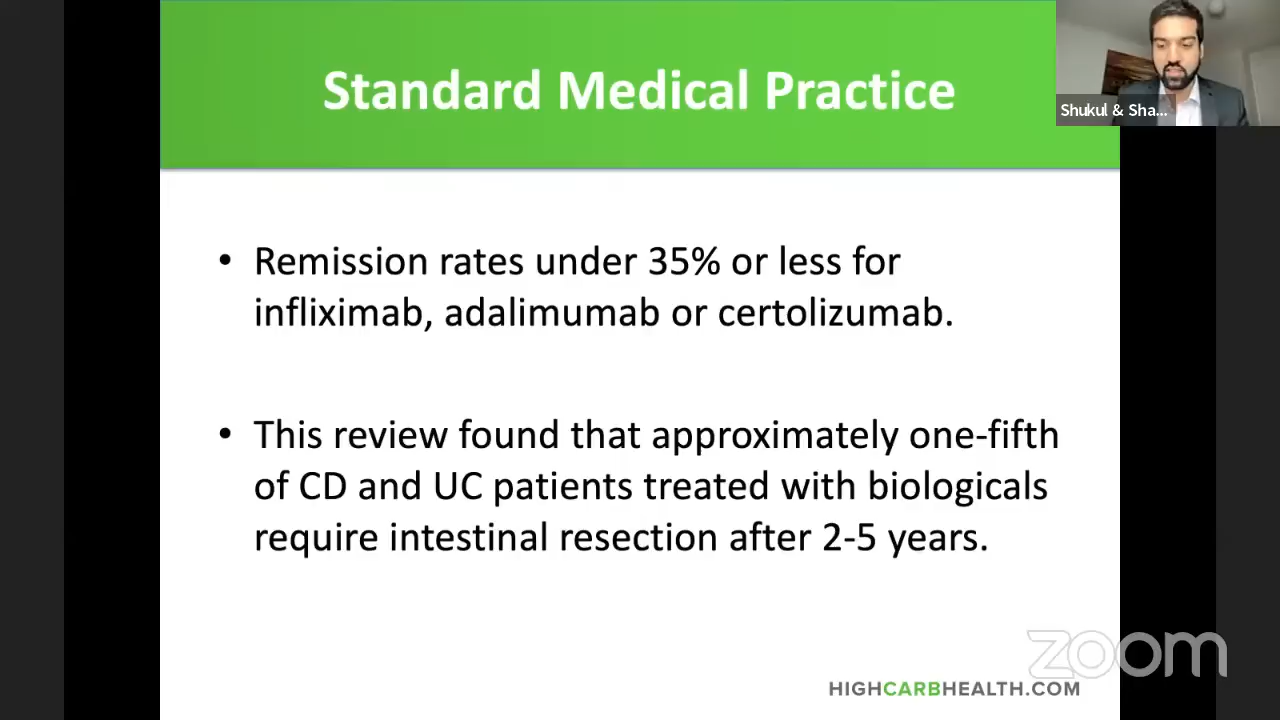 Standard Medical Practice
Shukul & Sha...
• Remission rates under 35% or less for
infliximab, adalimumab or certolizumab.
• This review found that approximately one-fifth
of CD and UC patients treated with biologicals
require intestinal resection after 2-5 years.
zoom
HIGHCARBHEALTH.COM